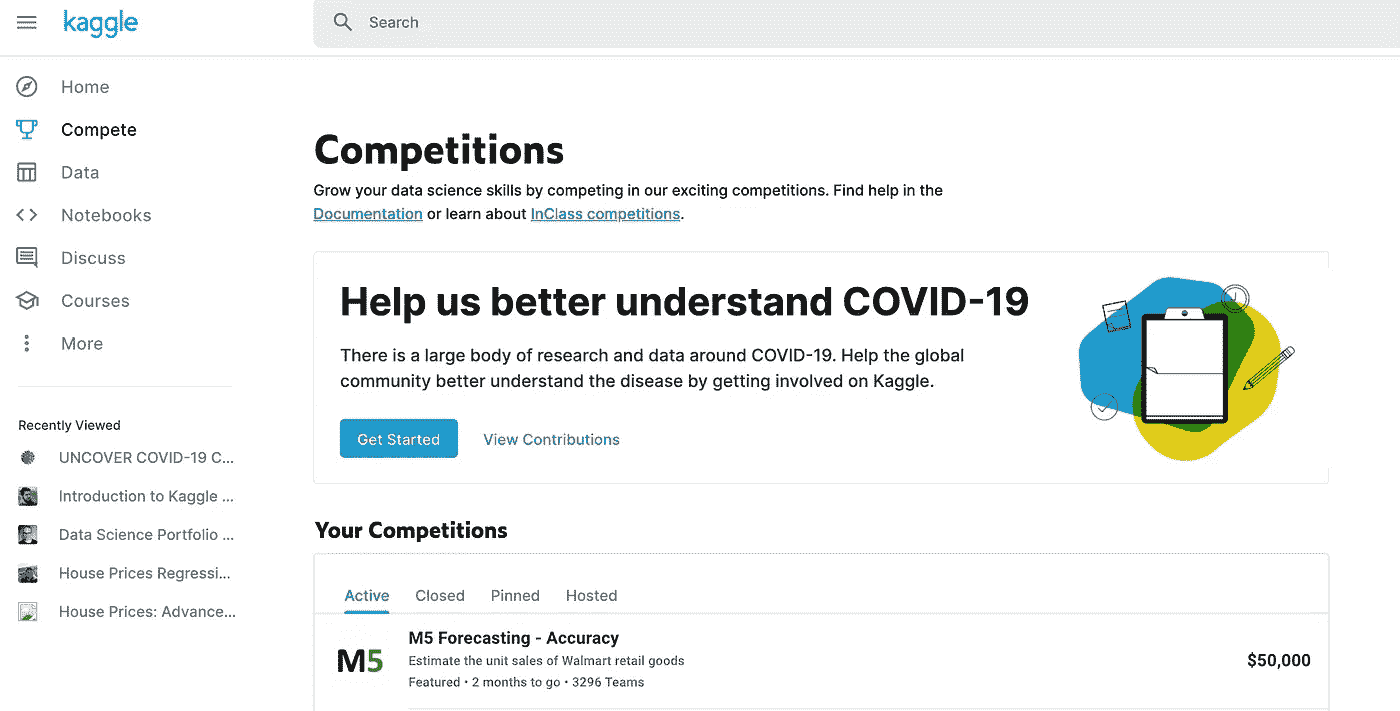 kaggle
Search
Home
Compete
Data
Notebooks
Discuss
Courses
More
Recently Viewed
UNCOVER COVID-19 C...
Introduction to Kaggle ...
Data Science Portfolio ...
House Prices Regressi...
House Prices: Advance...
Competitions
Grow your data science skills by competing in our exciting competitions. Find help in the
Documentation or learn about InClass competitions.
Help us better understand COVID-19
There is a large body of research and data around COVID-19. Help the global
community better understand the disease by getting involved on Kaggle.
Get Started View Contributions
Your Competitions
Active Closed Pinned Hosted
M5
M5 Forecasting - Accuracy
Estimate the unit sales of Walmart retail goods
Featured • 2 months to go • 3296 Teams
$50,000